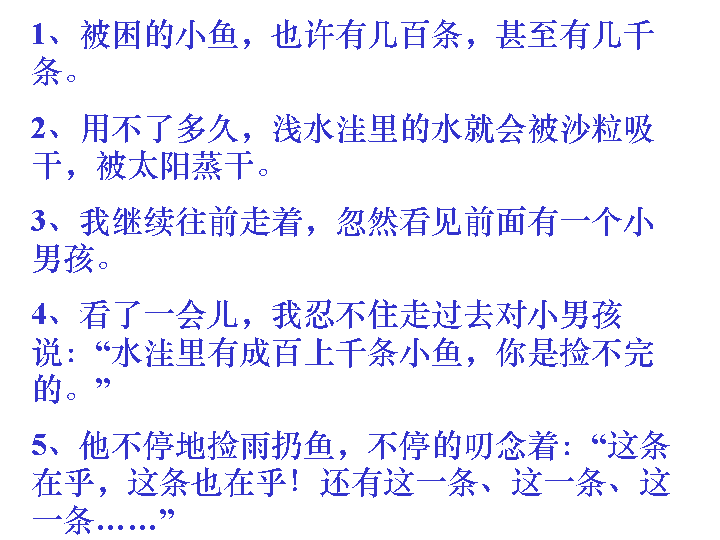 1、被困的小鱼，也许有几百条，甚至有几千
条。
2、用不了多久，浅水洼里的水就会被沙粒吸
干，被太阳蒸干。
3、我继续往前走着，忽然看见前面有一个小
男孩。
4、看了一会儿，我忍不住走过去对小男孩
说：“水洼里有成百上千条小鱼，你是捡不完
的。”
5、他不停地捡雨扔鱼，不停的叨念着：“这条
在乎，这条也在乎！还有这一条、这一条、这
一条……”